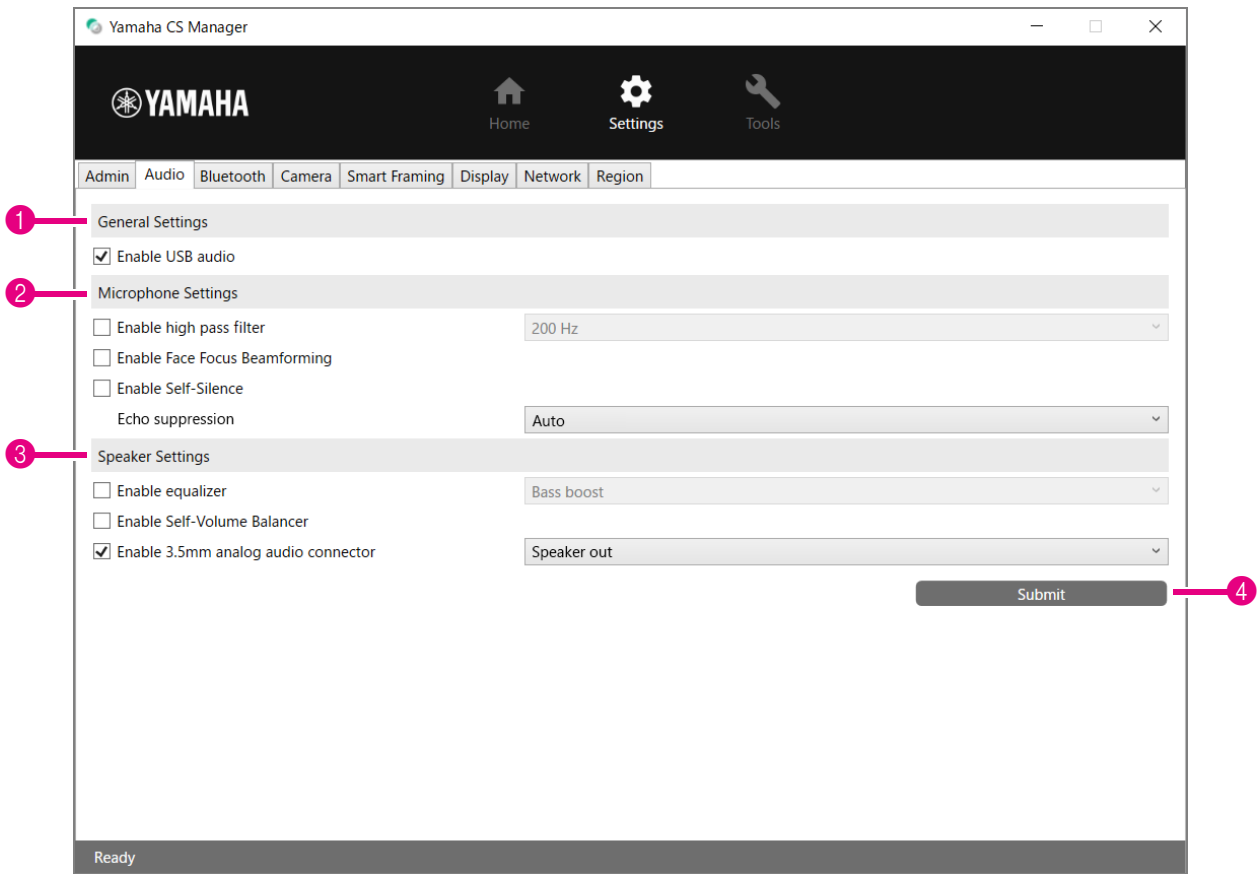 Yamaha CS Manager
YAMAHA
Home Settings Tools
Admin Audio Bluetooth Camera Smart Framing Display Network Region
1 General Settings
Enable USB audio
2 Microphone Settings
Enable high pass filter 200 Hz
Enable Face Focus Beamforming
Enable Self-Silence
Echo suppression Auto
3 Speaker Settings
Enable equalizer Bass boost
Enable Self-Volume Balancer
Enable 3.5mm analog audio connector Speaker out
Submit 4
Ready